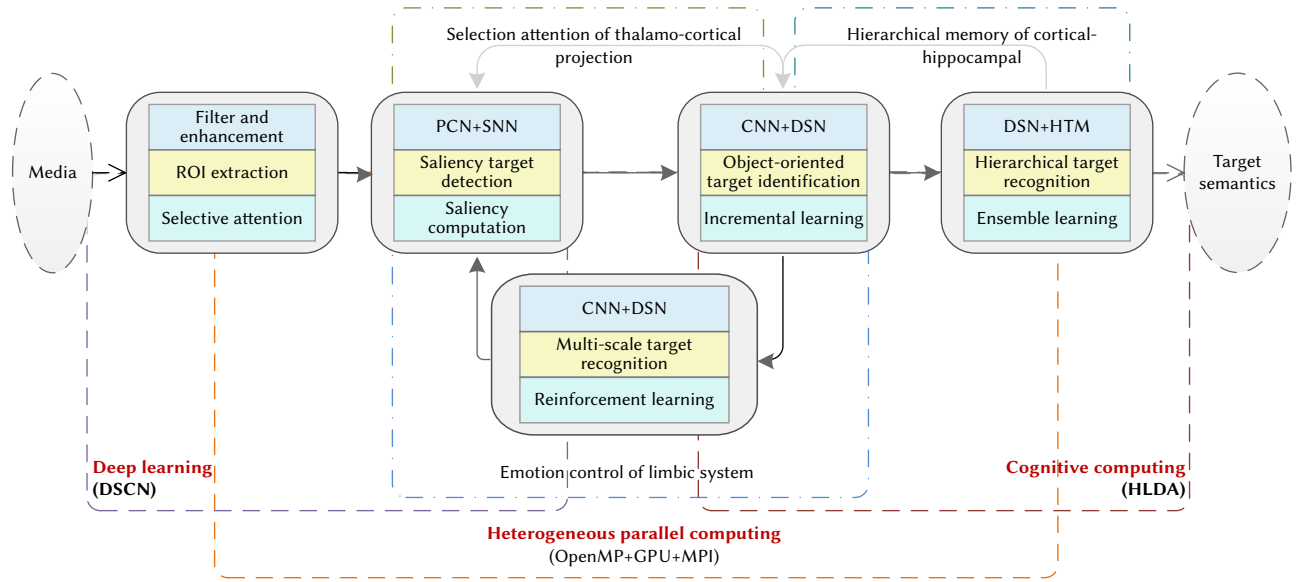 Selection attention of thalamo-cortical
projection
Hierarchical memory of cortical-
hippocampal
Media
Filter and
enhancement
ROI extraction
Selective attention
PCN+SNN
Saliency target
detection
Saliency
computation
CNN+DSN
Object-oriented
target identification
Incremental learning
DSN+HTM
Hierarchical target
recognition
Ensemble learning
Target
semantics
CNN+DSN
Multi-scale target
recognition
Reinforcement learning
Deep learning
(DSCN)
Emotion control of limbic system
Cognitive computing
(HLDA)
Heterogeneous parallel computing
(OpenMP+GPU+MPI)